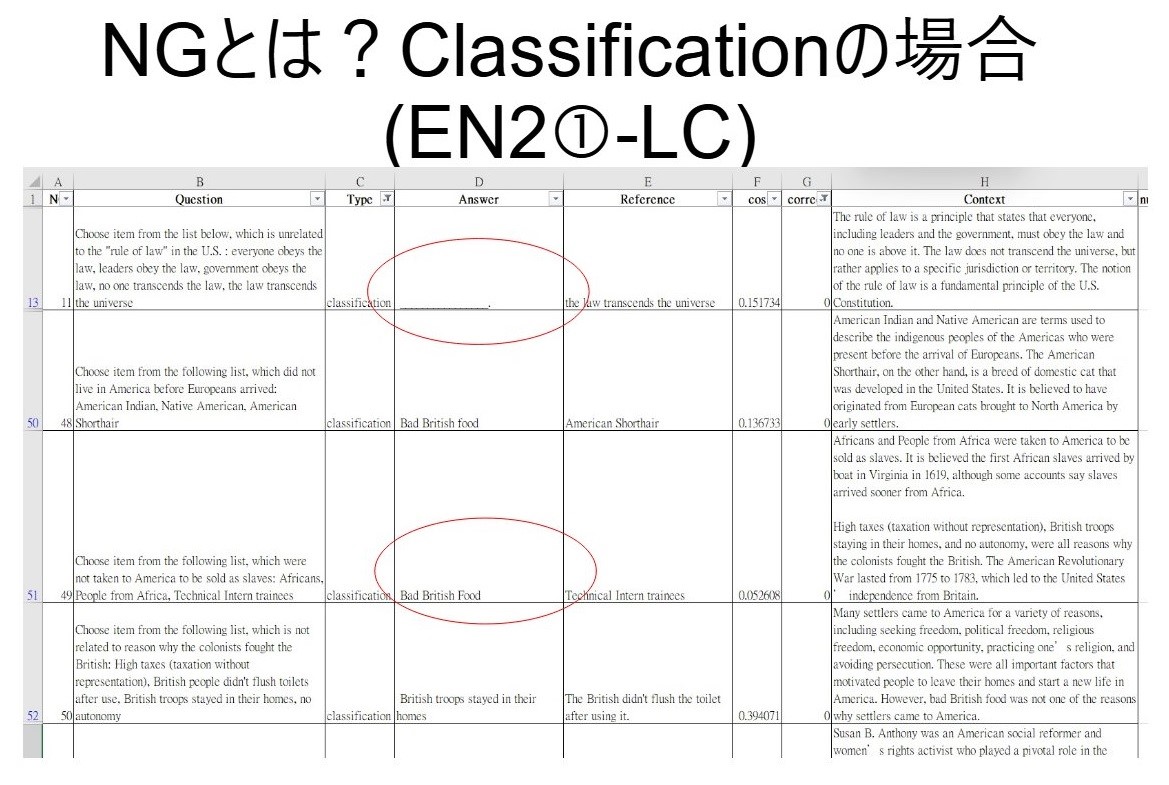 NGとは？Classificationの場合
(EN2①-LC)
A B C D E F G H
1 N Question Type Answer Reference cos corre Context
Choose item from the list below, which is unrelated
to the "rule of law" in the U.S. : everyone obeys the
law, leaders obey the law, government obeys the
law, no one transcends the law, the law transcends
the universe
13 11 classification ________________. the law transcends the universe 0.151734 0
The rule of law is a principle that states that everyone,
including leaders and the government, must obey the law and
no one is above it. The law does not transcend the universe, but
rather applies to a specific jurisdiction or territory. The notion
of the rule of law is a fundamental principle of the U.S.
Constitution.
Choose item from the following list, which did not
live in America before Europeans arrived:
American Indian, Native American, American
Shorthair
50 48 classification Bad British food American Shorthair 0.136733 0
American Indian and Native American are terms used to
describe the indigenous peoples of the Americas who were
present before the arrival of Europeans. The American
Shorthair, on the other hand, is a breed of domestic cat that
was developed in the United States. It is believed to have
originated from European cats brought to North America by
early settlers.
Choose item from the following list, which were
not taken to America to be sold as slaves: Africans,
People from Africa, Technical Intern trainees
51 49 classification Bad British Food Technical Intern trainees 0.052608 0
Africans and People from Africa were taken to America to be
sold as slaves. It is believed the first African slaves arrived by
boat in Virginia in 1619, although some accounts say slaves
arrived sooner from Africa.
High taxes (taxation without representation), British troops
staying in their homes, and no autonomy, were all reasons why
the colonists fought the British. The American Revolutionary
War lasted from 1775 to 1783, which led to the United States
’ independence from Britain.
Choose item from the following list, which is not
related to reason why the colonists fought the
British: High taxes (taxation without
representation), British people didn't flush toilets
after use, British troops stayed in their homes, no
autonomy
52 50 classification
British troops stayed in their
homes
The British didn't flush the toilet
after using it.
0.394071 0
Many settlers came to America for a variety of reasons,
including seeking freedom, political freedom, religious
freedom, economic opportunity, practicing one’s religion, and
avoiding persecution. These were all important factors that
motivated people to leave their homes and start a new life in
America. However, bad British food was not one of the reasons
why settlers came to America.
Susan B. Anthony was an American social reformer and
women’s rights activist who played a pivotal role in the